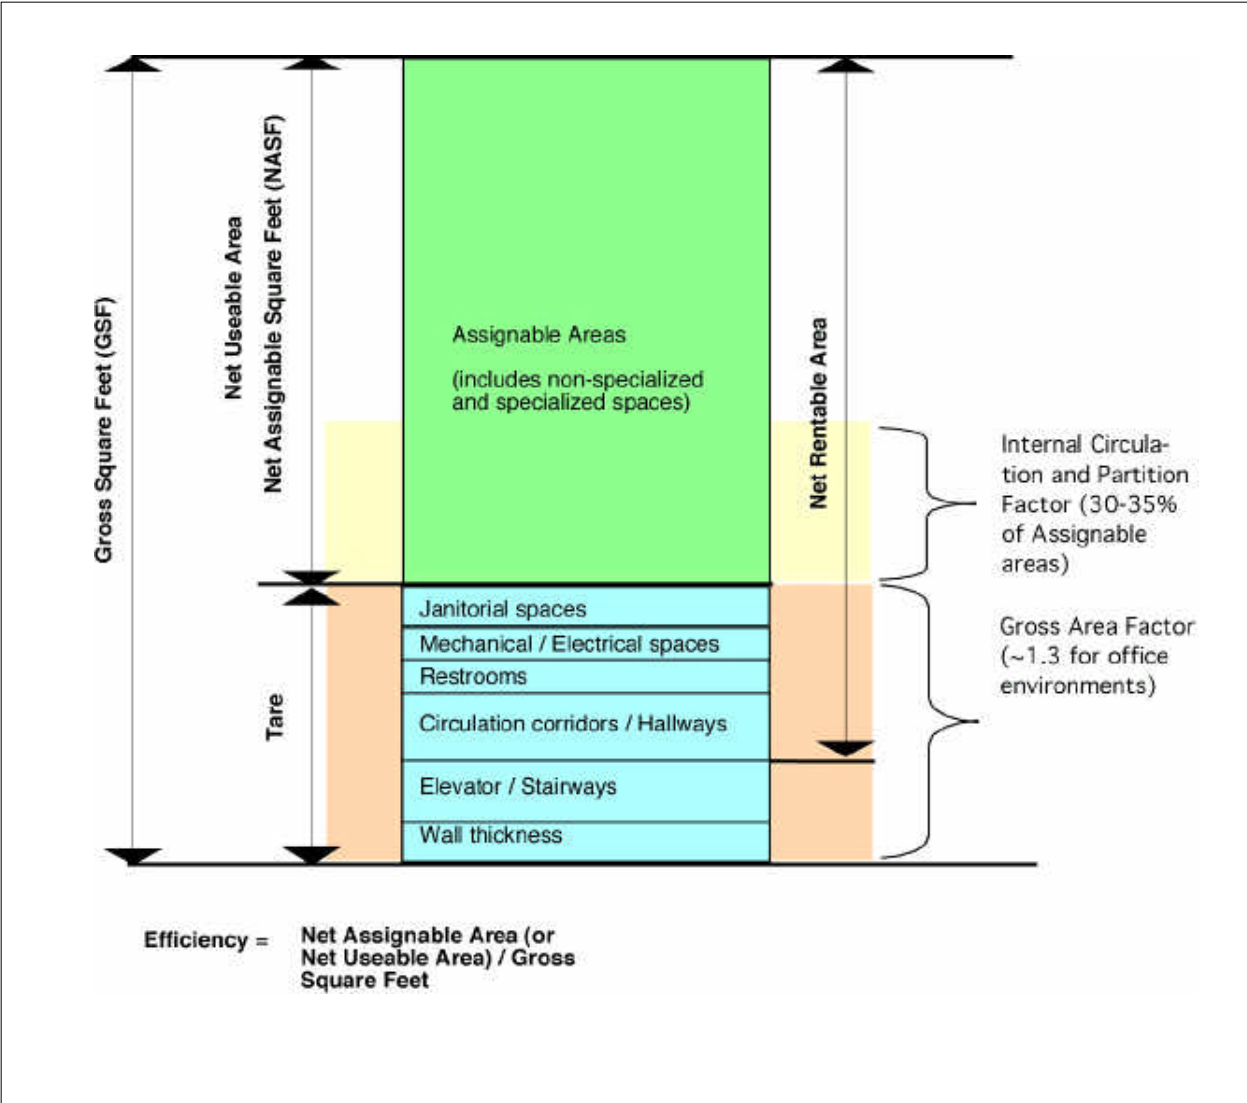 Gross Square Feet (GSF)
Net Useable Area
Net Assignable Square Feet (NASF)
Tare
Assignable Areas
(includes non-specialized
and specialized spaces)
Janitorial spaces
Mechanical / Electrical spaces
Restrooms
Circulation corridors / Hallways
Elevator / Stairways
Wall thickness
Net Rentable Area
Internal Circula-
tion and Partition
Factor (30-35%
of Assignable
areas)
Gross Area Factor
(~1.3 for office
environments)
Efficiency =
Net Assignable Area (or
Net Useable Area) / Gross
Square Feet